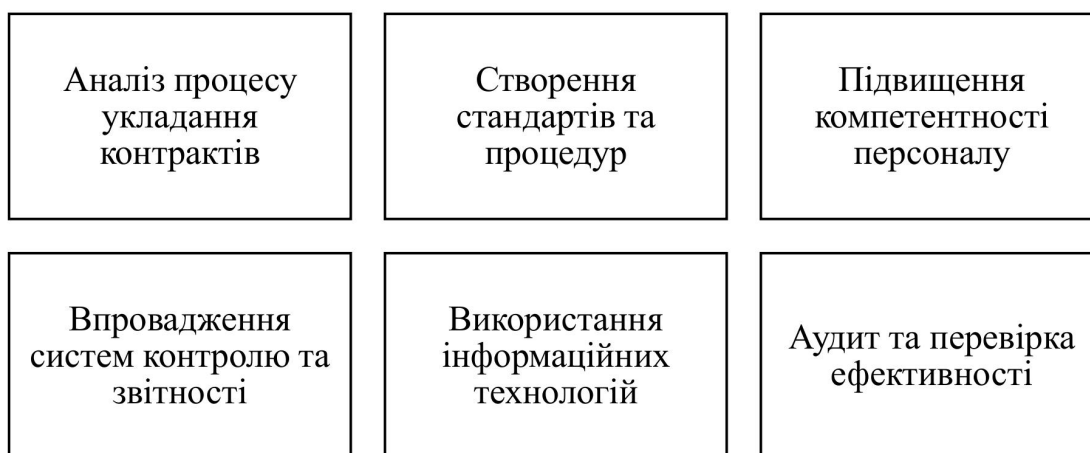 Аналіз процесу
укладання
контрактів
Створення
стандартів та
процедур
Підвищення
компетентності
персоналу
Впровадження
систем контролю та
звітності
Використання
інформаційних
технологій
Аудит та перевірка
ефективності